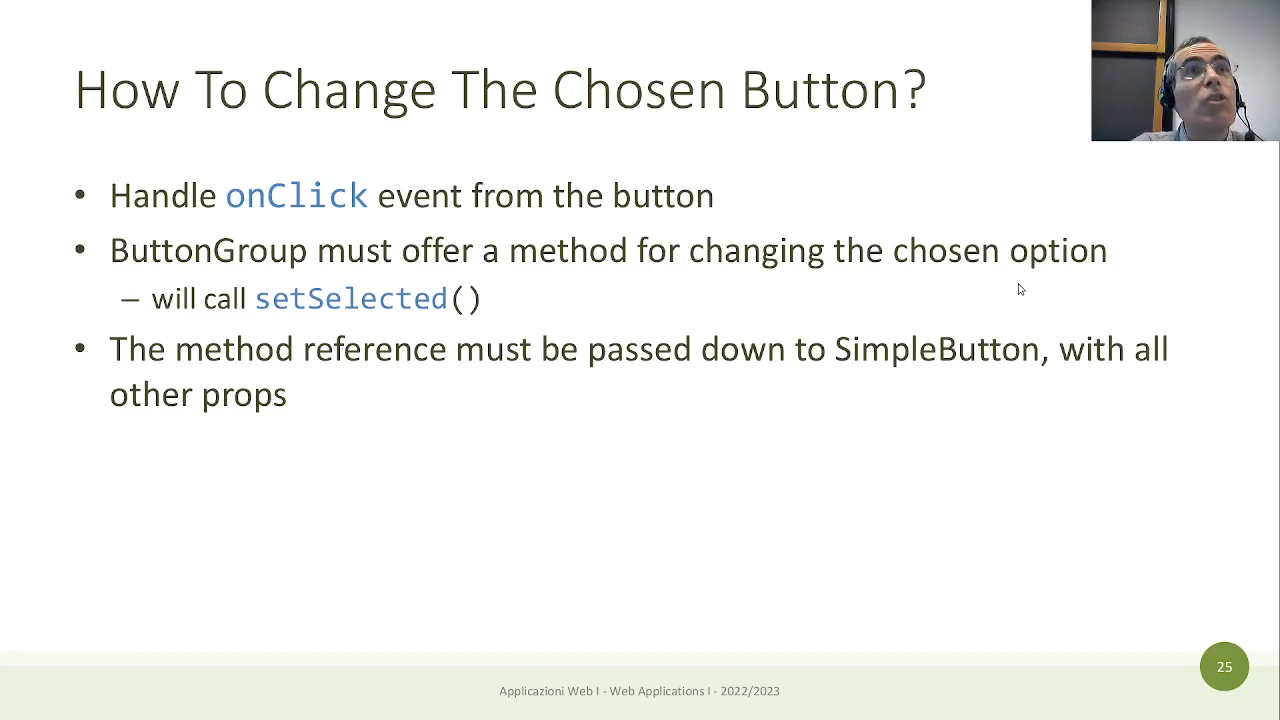 How To Change The Chosen Button?
• Handle onClick event from the button
• ButtonGroup must offer a method for changing the chosen option
– will call setSelected()
• The method reference must be passed down to SimpleButton, with all
other props
25
Applicazioni Web I - Web Applications I - 2022/2023